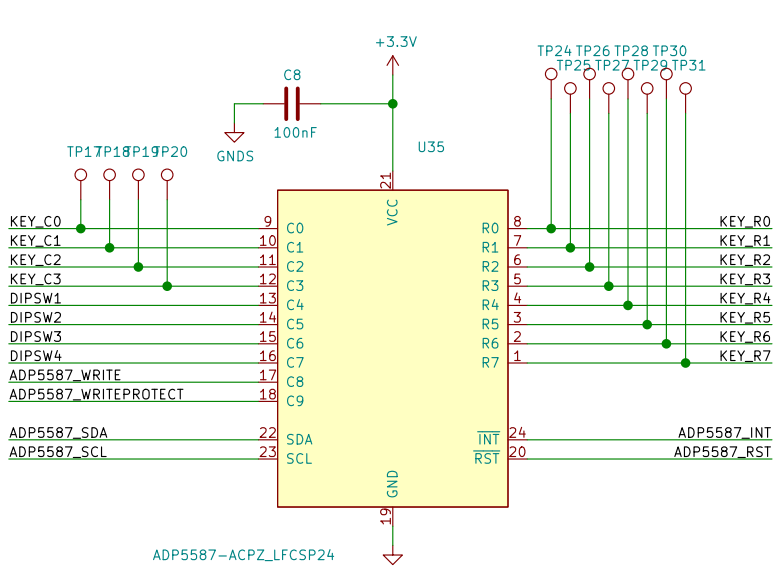 +3.3V
TP24 TP26 TP28 TP30
TP25 TP27 TP29 TP31
C8
100nF
GNDS
U35
TP17 TP18 TP19 TP20
21
VCC
KEY_C0 9 C0 R0 8 KEY_R0
KEY_C1 10 C1 R1 7 KEY_R1
KEY_C2 11 C2 R2 6 KEY_R2
KEY_C3 12 C3 R3 5 KEY_R3
DIPSW1 13 C4 R4 4 KEY_R4
DIPSW2 14 C5 R5 3 KEY_R5
DIPSW3 15 C6 R6 2 KEY_R6
DIPSW4 16 C7 R7 1 KEY_R7
ADP5587_WRITE 17 C8
ADP5587_WRITEPROTECT 18 C9
ADP5587_SDA 22 SDA INT 24 ADP5587_INT
ADP5587_SCL 23 SCL RST 20 ADP5587_RST
GND
19
ADP5587-ACPZ_LFCSP24